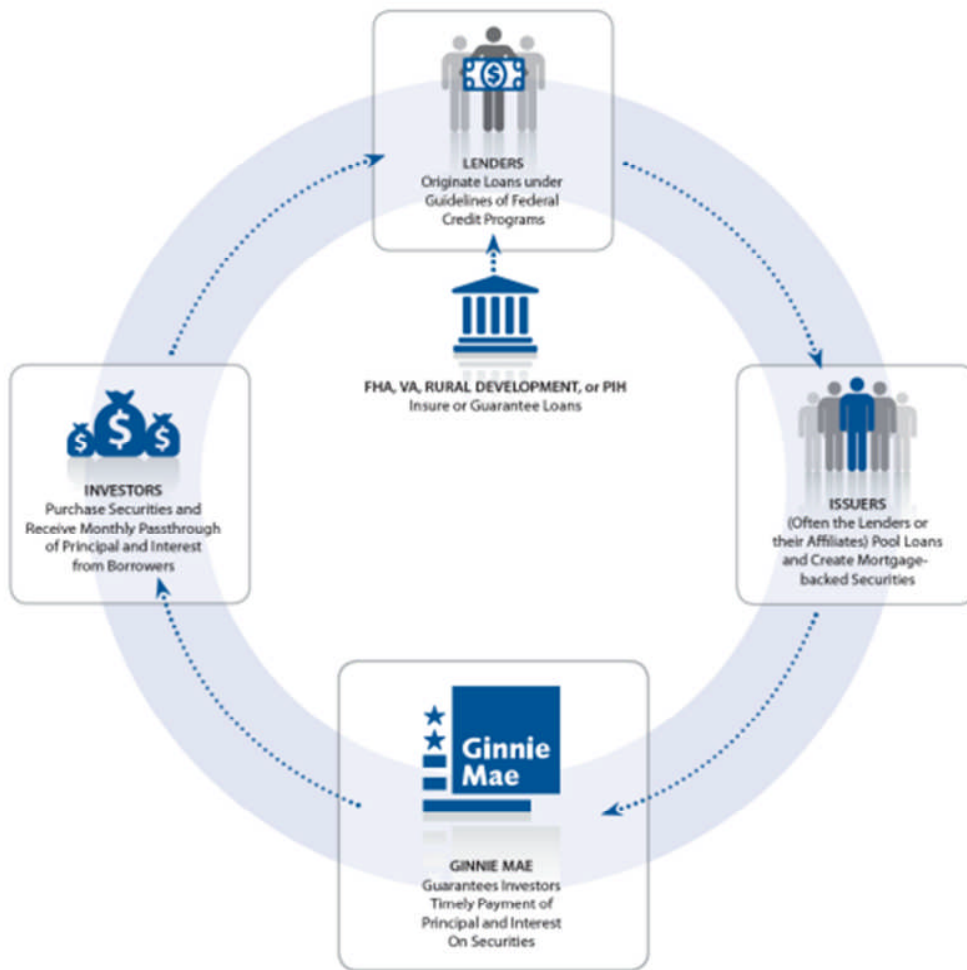 $
LENDERS
Originate Loans under
Guidelines of Federal
Credit Programs
FHA, VA, RURAL DEVELOPMENT, or PIH
Insure or Guarantee Loans
$ $ $
INVESTORS
Purchase Securities and
Receive Monthly Passthrough
of Principal and Interest
from Borrowers
ISSUERS
(Often the Lenders or
their Affiliates) Pool Loans
and Create Mortgage-
backed Securities
Ginnie
Mae
GINNIE MAE
Guarantees Investors
Timely Payment of
Principal and Interest
On Securities